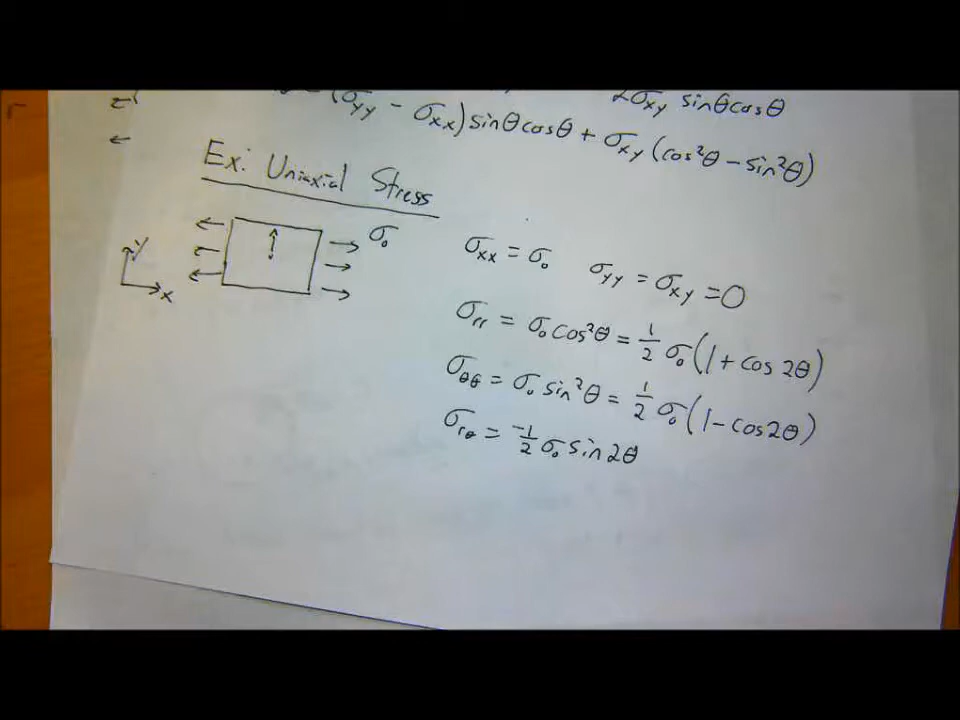 2σxy sinθcosθ
(σyy − σxx) sinθcosθ + σxy (cos²θ − sin²θ)
Ex: Uniaxial Stress
σ₀
y
x
σxx = σ₀ σyy = σxy = 0
σrr = σ₀ cos²θ = 1/2 σ₀ (1 + cos 2θ)
σθθ = σ₀ sin²θ = 1/2 σ₀ (1 − cos2θ)
σrθ = −1/2 σ₀ sin 2θ